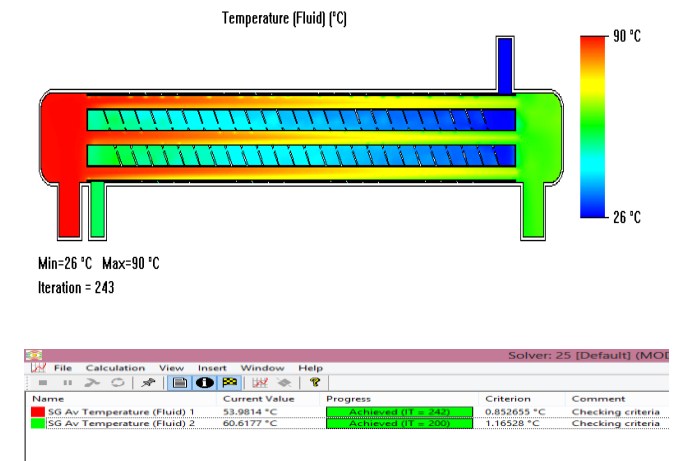 Temperature (Fluid) (°C)
90 °C
26 °C
Min=26 °C Max=90 °C
Iteration = 243
Solver: 25 [Default] (MOD
File Calculation View Insert Window Help
Name Current Value Progress Criterion Comment
SG Av Temperature (Fluid) 1 53.9814 °C Achieved (IT = 242) 0.852655 °C Checking criteria
SG Av Temperature (Fluid) 2 60.6177 °C Achieved (IT = 200) 1.16528 °C Checking criteria